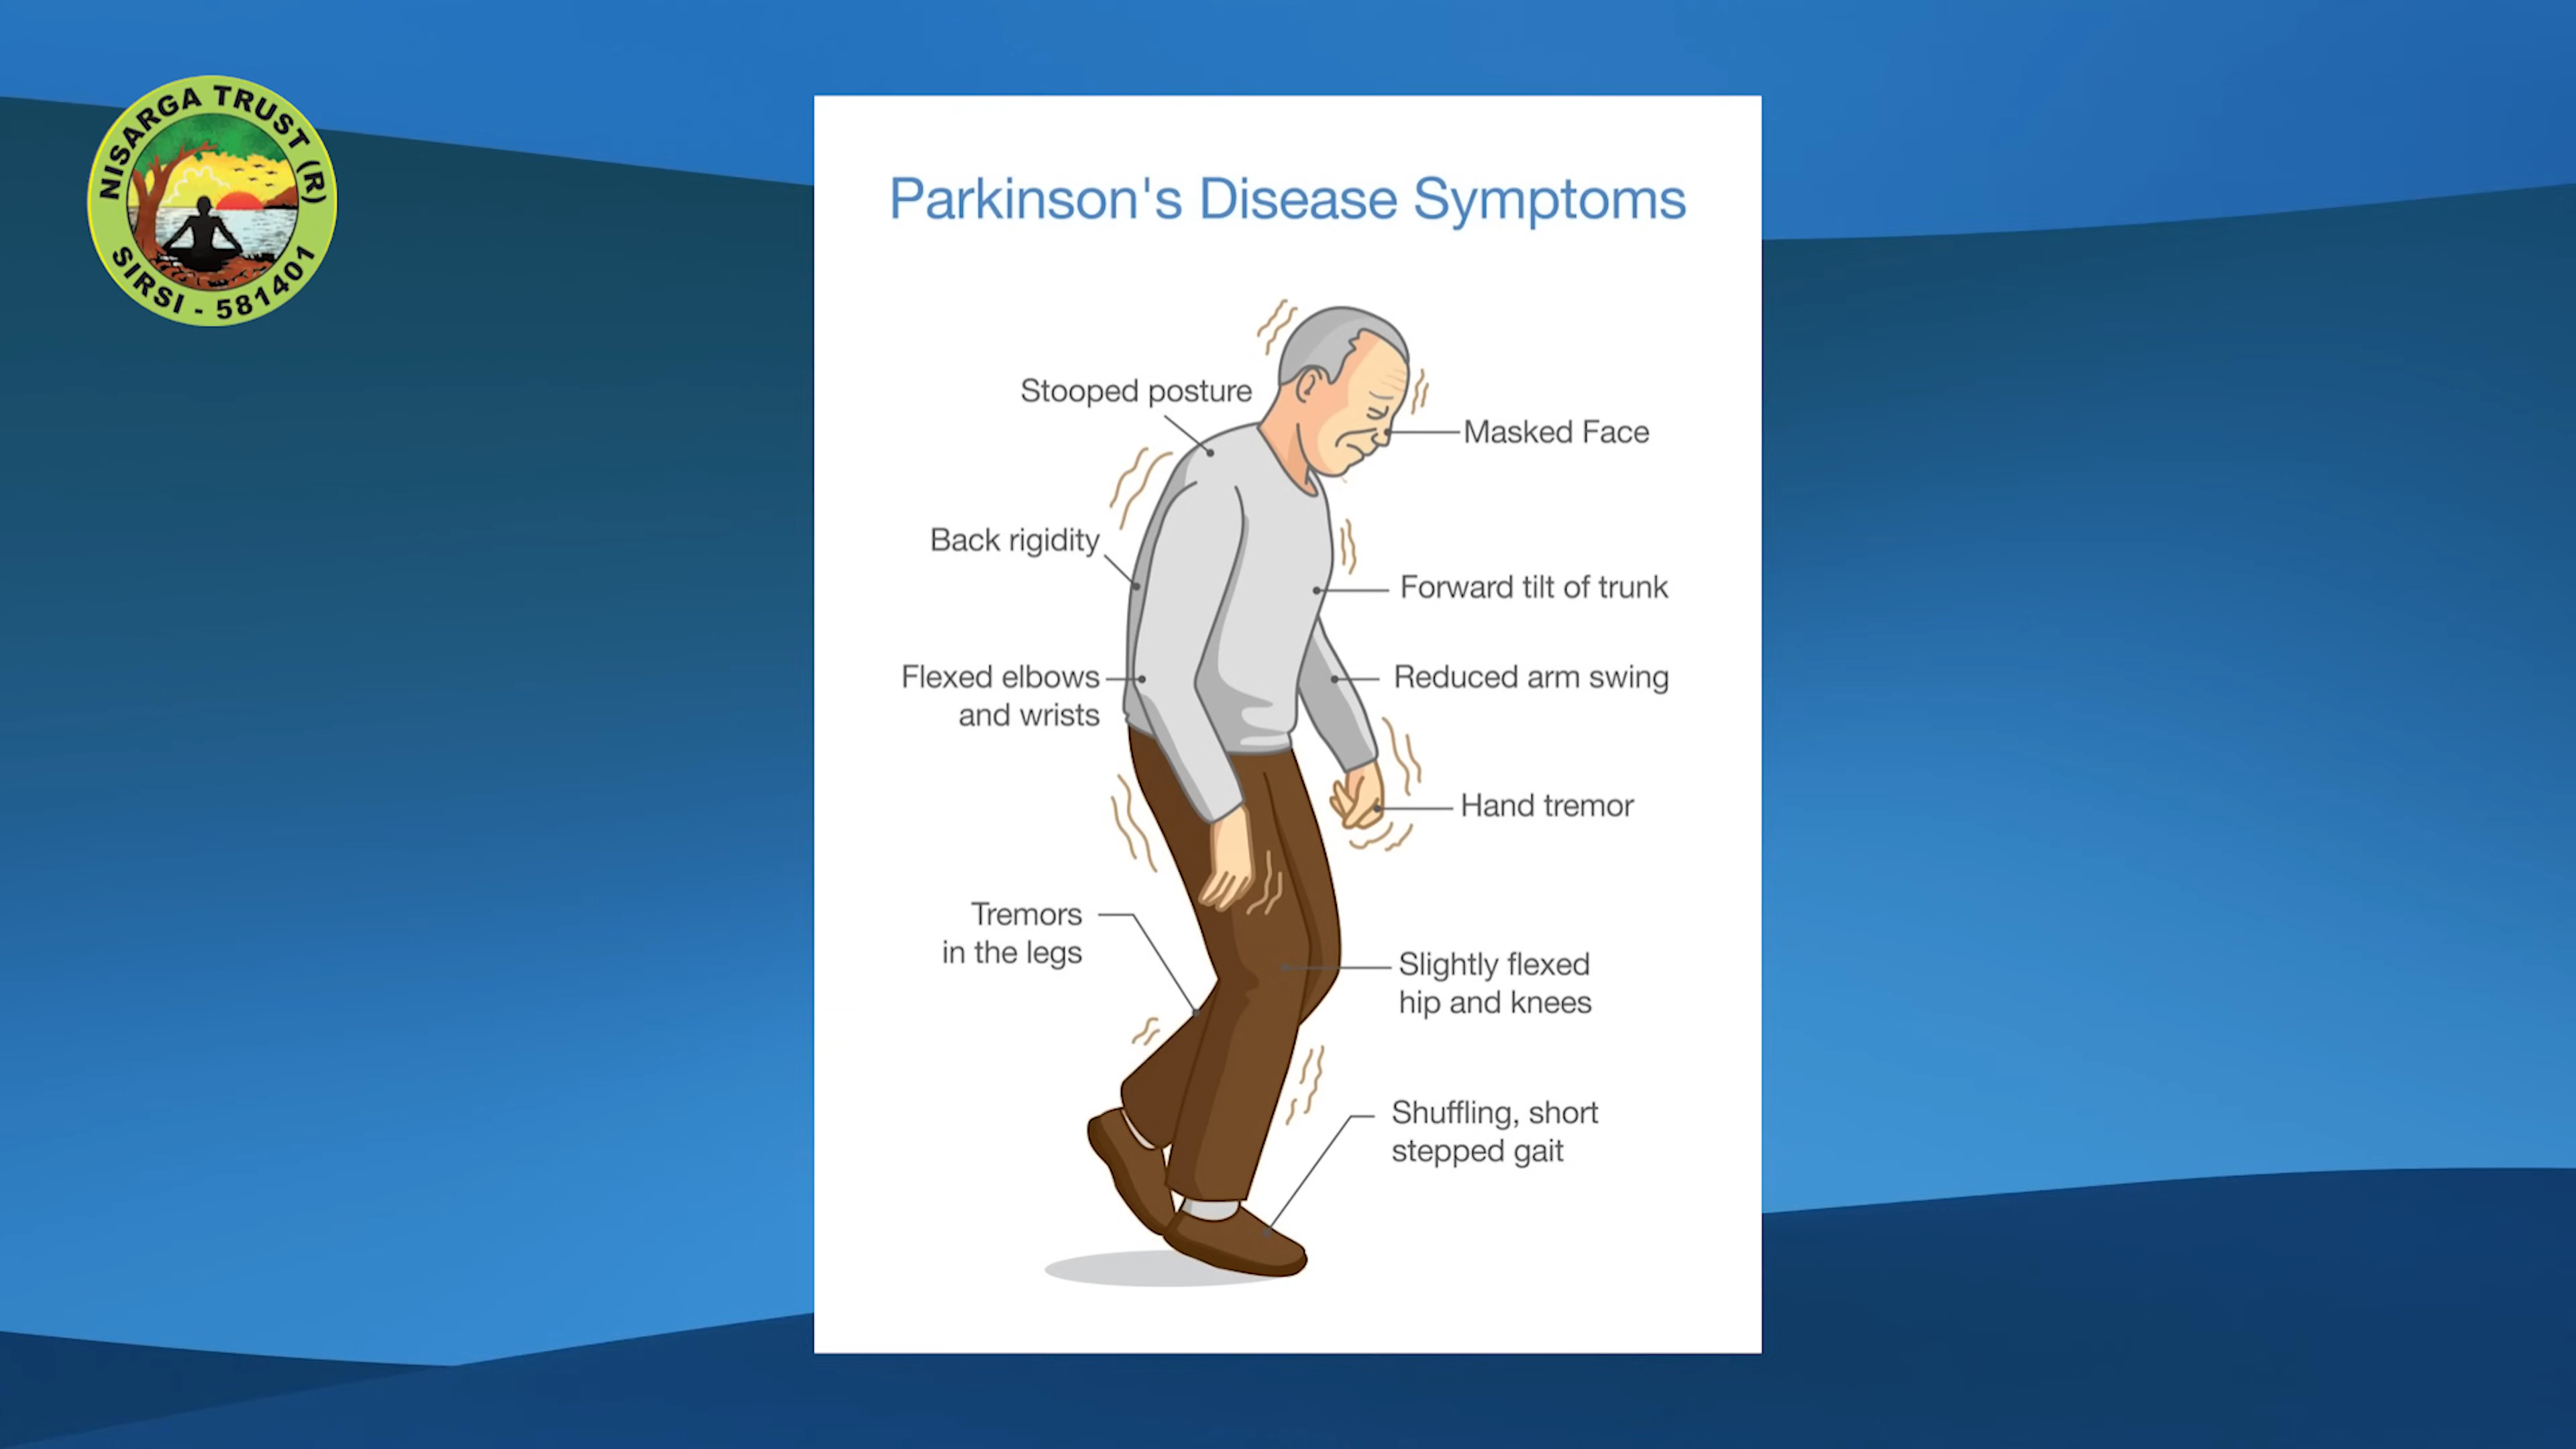 NISARGA TRUST (R)
SIRSI - 581401
Parkinson's Disease Symptoms
Stooped posture
Masked Face
Back rigidity
Forward tilt of trunk
Flexed elbows
and wrists
Reduced arm swing
Hand tremor
Tremors
in the legs
Slightly flexed
hip and knees
Shuffling, short
stepped gait